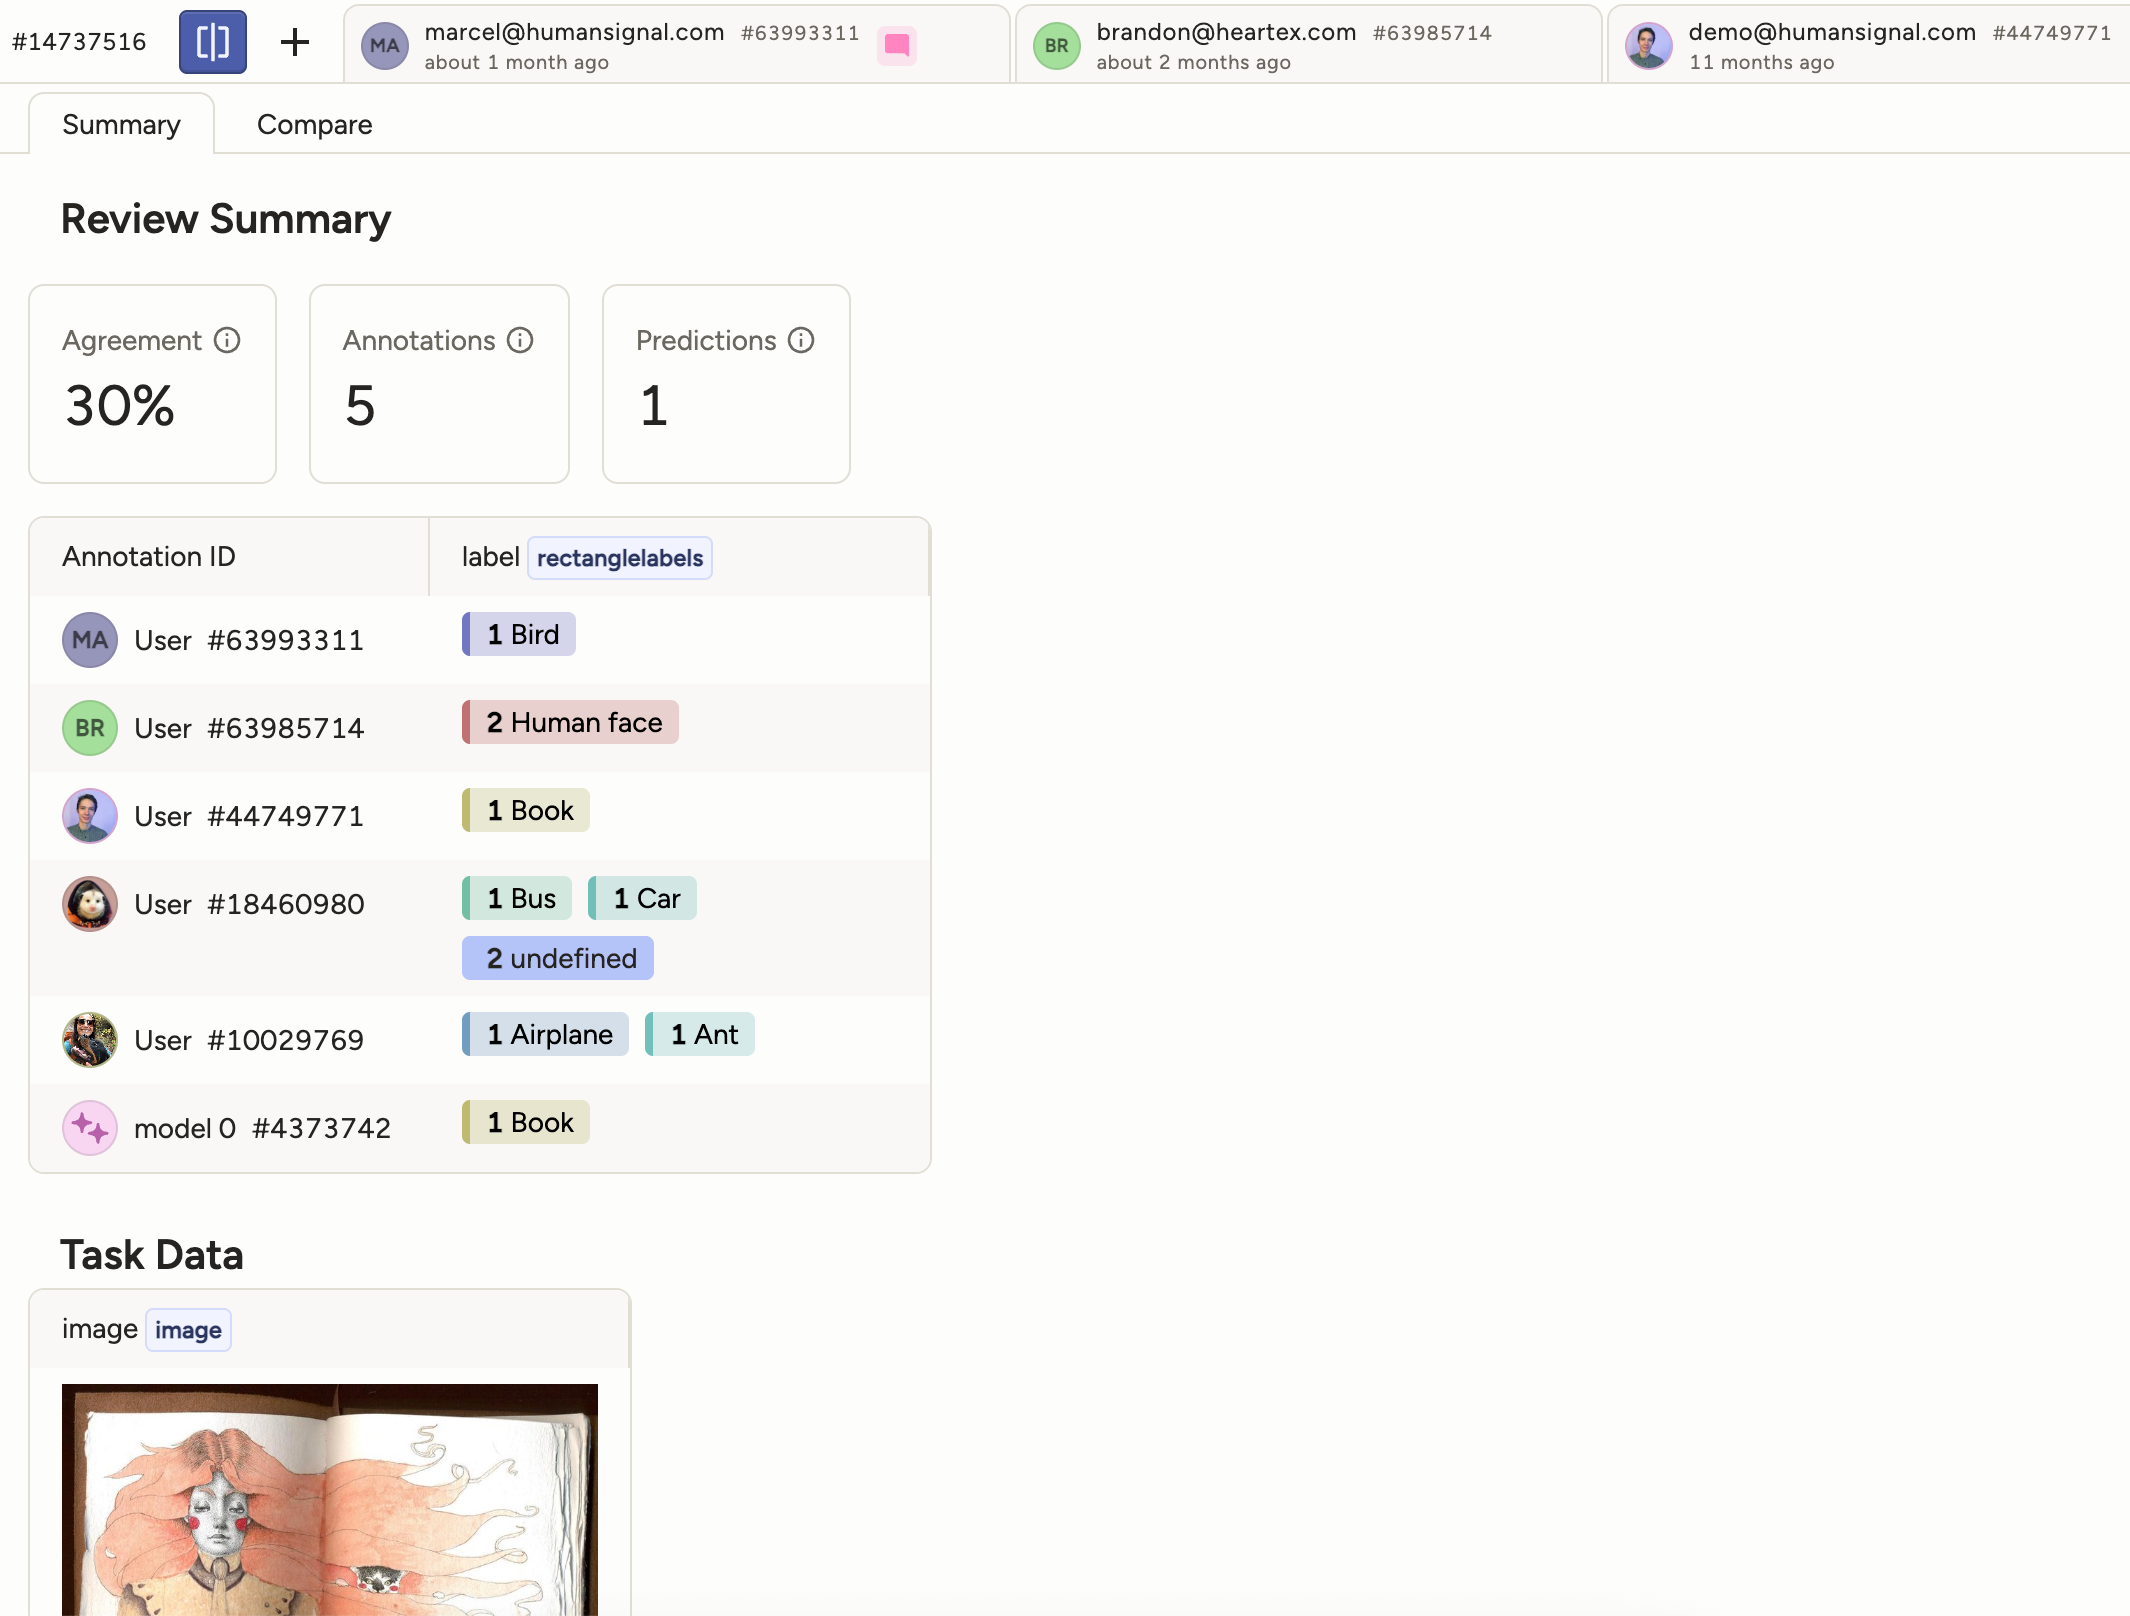 #14737516
MA marcel@humansignal.com #63993311
about 1 month ago
BR brandon@heartex.com #63985714
about 2 months ago
demo@humansignal.com #44749771
11 months ago
Summary Compare
Review Summary
Agreement Annotations Predictions
30% 5 1
Annotation ID label rectanglelabels
MA User #63993311 1 Bird
BR User #63985714 2 Human face
User #44749771 1 Book
User #18460980 1 Bus 1 Car
2 undefined
User #10029769 1 Airplane 1 Ant
model 0 #4373742 1 Book
Task Data
image image